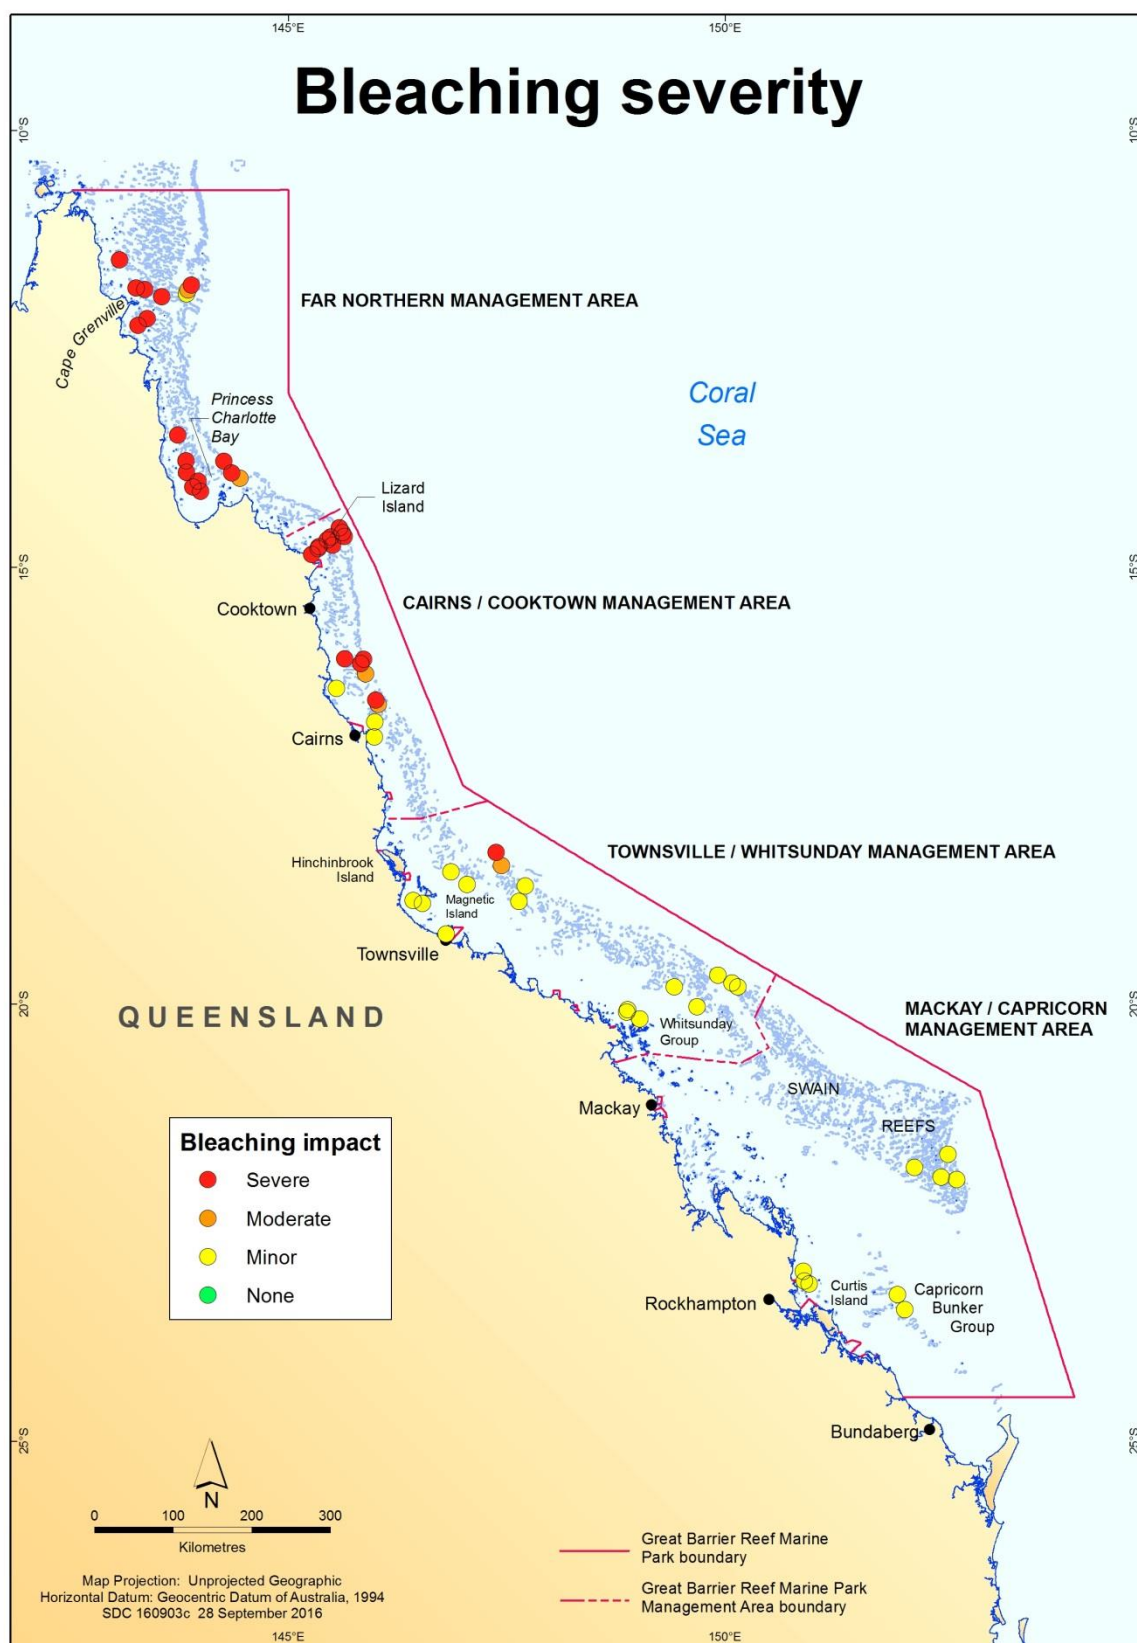 145°E
150°E
Bleaching severity
10°S
10°S
FAR NORTHERN MANAGEMENT AREA
Cape Grenville
Coral
Sea
Princess
Charlotte
Bay
Lizard
Island
15°S
15°S
Cooktown
CAIRNS / COOKTOWN MANAGEMENT AREA
Cairns
TOWNSVILLE / WHITSUNDAY MANAGEMENT AREA
Hinchinbrook
Island
Magnetic
Island
Townsville
20°S
20°S
QUEENSLAND
MACKAY / CAPRICORN
MANAGEMENT AREA
Whitsunday
Group
SWAIN
Mackay
REEFS
Bleaching impact
Severe
Moderate
Minor
None
Curtis
Island
Capricorn
Bunker
Group
Rockhampton
Bundaberg
25°S
25°S
N
0 100 200 300
Kilometres
Great Barrier Reef Marine
Park boundary
Great Barrier Reef Marine Park
Management Area boundary
Map Projection: Unprojected Geographic
Horizontal Datum: Geocentric Datum of Australia, 1994
SDC 160903c 28 September 2016
145°E
150°E